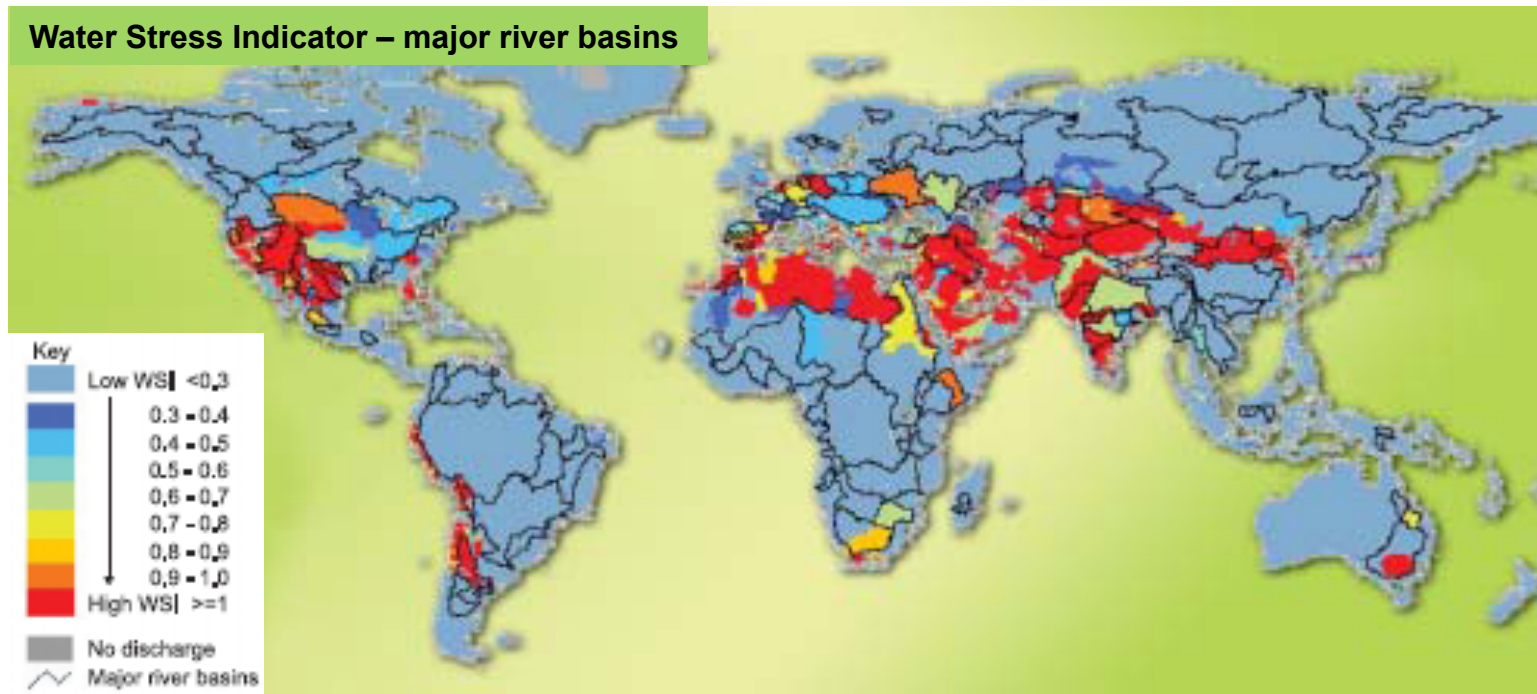 Water Stress Indicator – major river basins
Key
Low WSI <0.3
0.3 - 0.4
0.4 - 0.5
0.5 - 0.6
0.6 - 0.7
0.7 - 0.8
0.8 - 0.9
0.9 - 1.0
High WSI >=1
No discharge
Major river basins